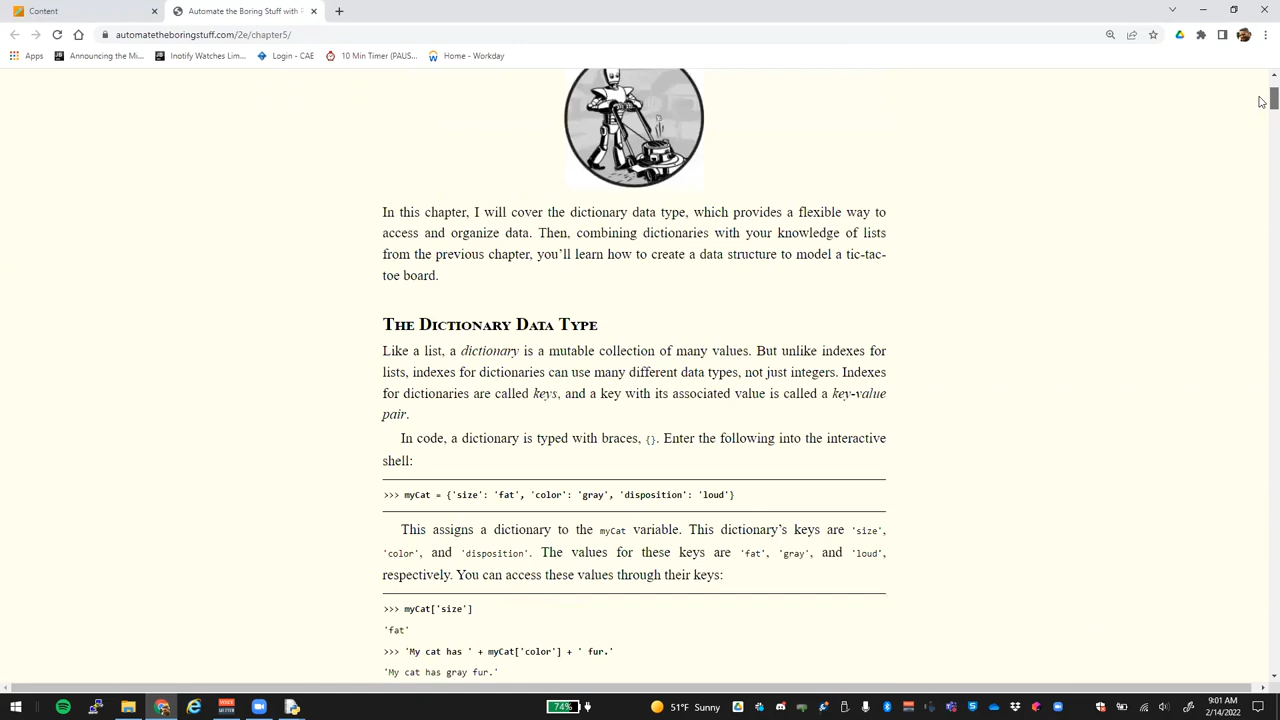 Content
Automate the Boring Stuff with P
automatetheboringstuff.com/2e/chapter5/
Apps
Announcing the Mi...
Inotify Watches Lim...
Login - CAE
10 Min Timer (PAUS...
Home - Workday
In this chapter, I will cover the dictionary data type, which provides a flexible way to
access and organize data. Then, combining dictionaries with your knowledge of lists
from the previous chapter, you’ll learn how to create a data structure to model a tic-tac-
toe board.
The Dictionary Data Type
Like a list, a dictionary is a mutable collection of many values. But unlike indexes for
lists, indexes for dictionaries can use many different data types, not just integers. Indexes
for dictionaries are called keys, and a key with its associated value is called a key-value
pair.
In code, a dictionary is typed with braces, {}. Enter the following into the interactive
shell:
>>> myCat = {'size': 'fat', 'color': 'gray', 'disposition': 'loud'}
This assigns a dictionary to the myCat variable. This dictionary’s keys are 'size',
'color', and 'disposition'. The values for these keys are 'fat', 'gray', and 'loud',
respectively. You can access these values through their keys:
>>> myCat['size']
'fat'
>>> 'My cat has ' + myCat['color'] + ' fur.'
'My cat has gray fur.'
74%
51°F Sunny
9:01 AM
2/14/2022